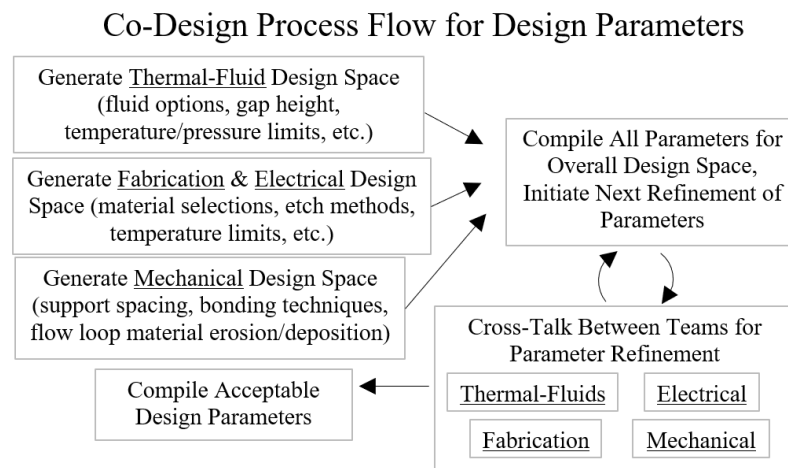 Co-Design Process Flow for Design Parameters
Generate Thermal-Fluid Design Space
(fluid options, gap height,
temperature/pressure limits, etc.)
Generate Fabrication & Electrical Design
Space (material selections, etch methods,
temperature limits, etc.)
Generate Mechanical Design Space
(support spacing, bonding techniques,
flow loop material erosion/deposition)
Compile All Parameters for
Overall Design Space,
Initiate Next Refinement of
Parameters
Cross-Talk Between Teams for
Parameter Refinement
Thermal-Fluids
Electrical
Fabrication
Mechanical
Compile Acceptable
Design Parameters